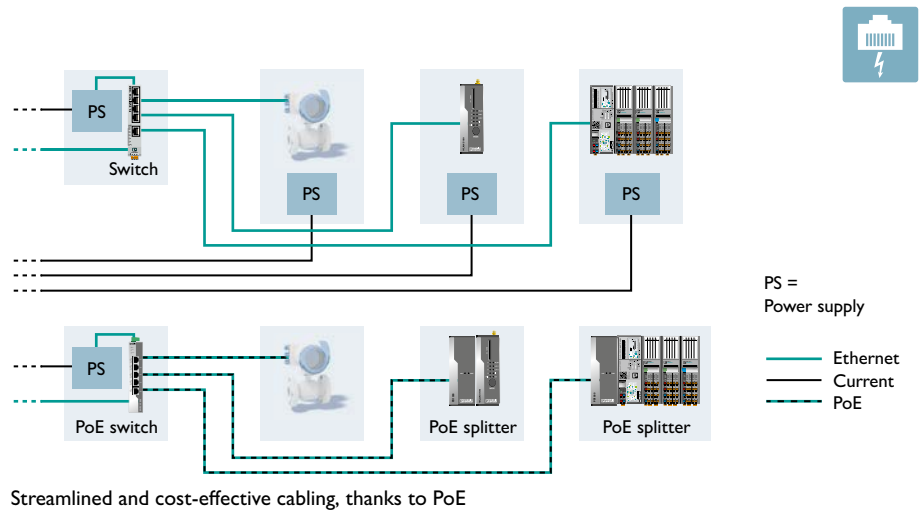 PS
Switch
PS
PS
PS
PS =
Power supply
PS
PoE switch
PoE splitter
PoE splitter
Ethernet
Current
PoE
Streamlined and cost-effective cabling, thanks to PoE